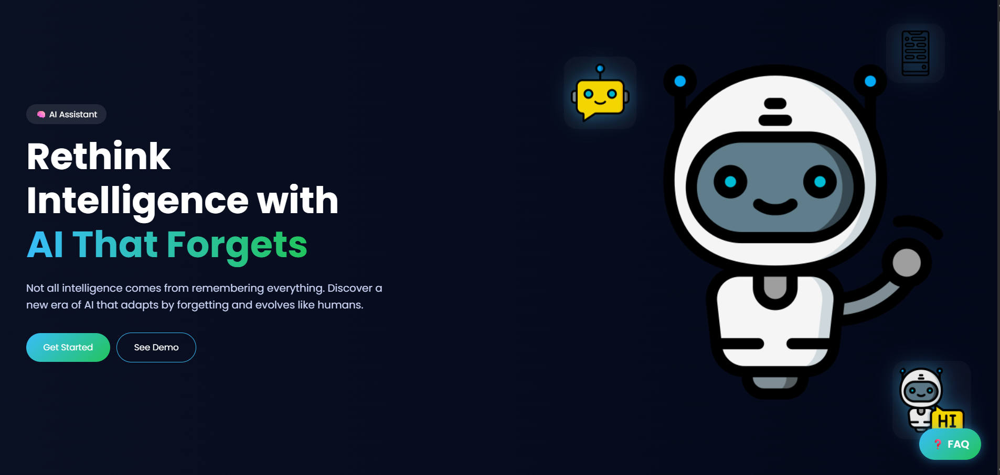 AI Assistant
Rethink
Intelligence with
AI That Forgets
Not all intelligence comes from remembering everything. Discover a
new era of AI that adapts by forgetting and evolves like humans.
Get Started
See Demo
HI
❓ FAQ